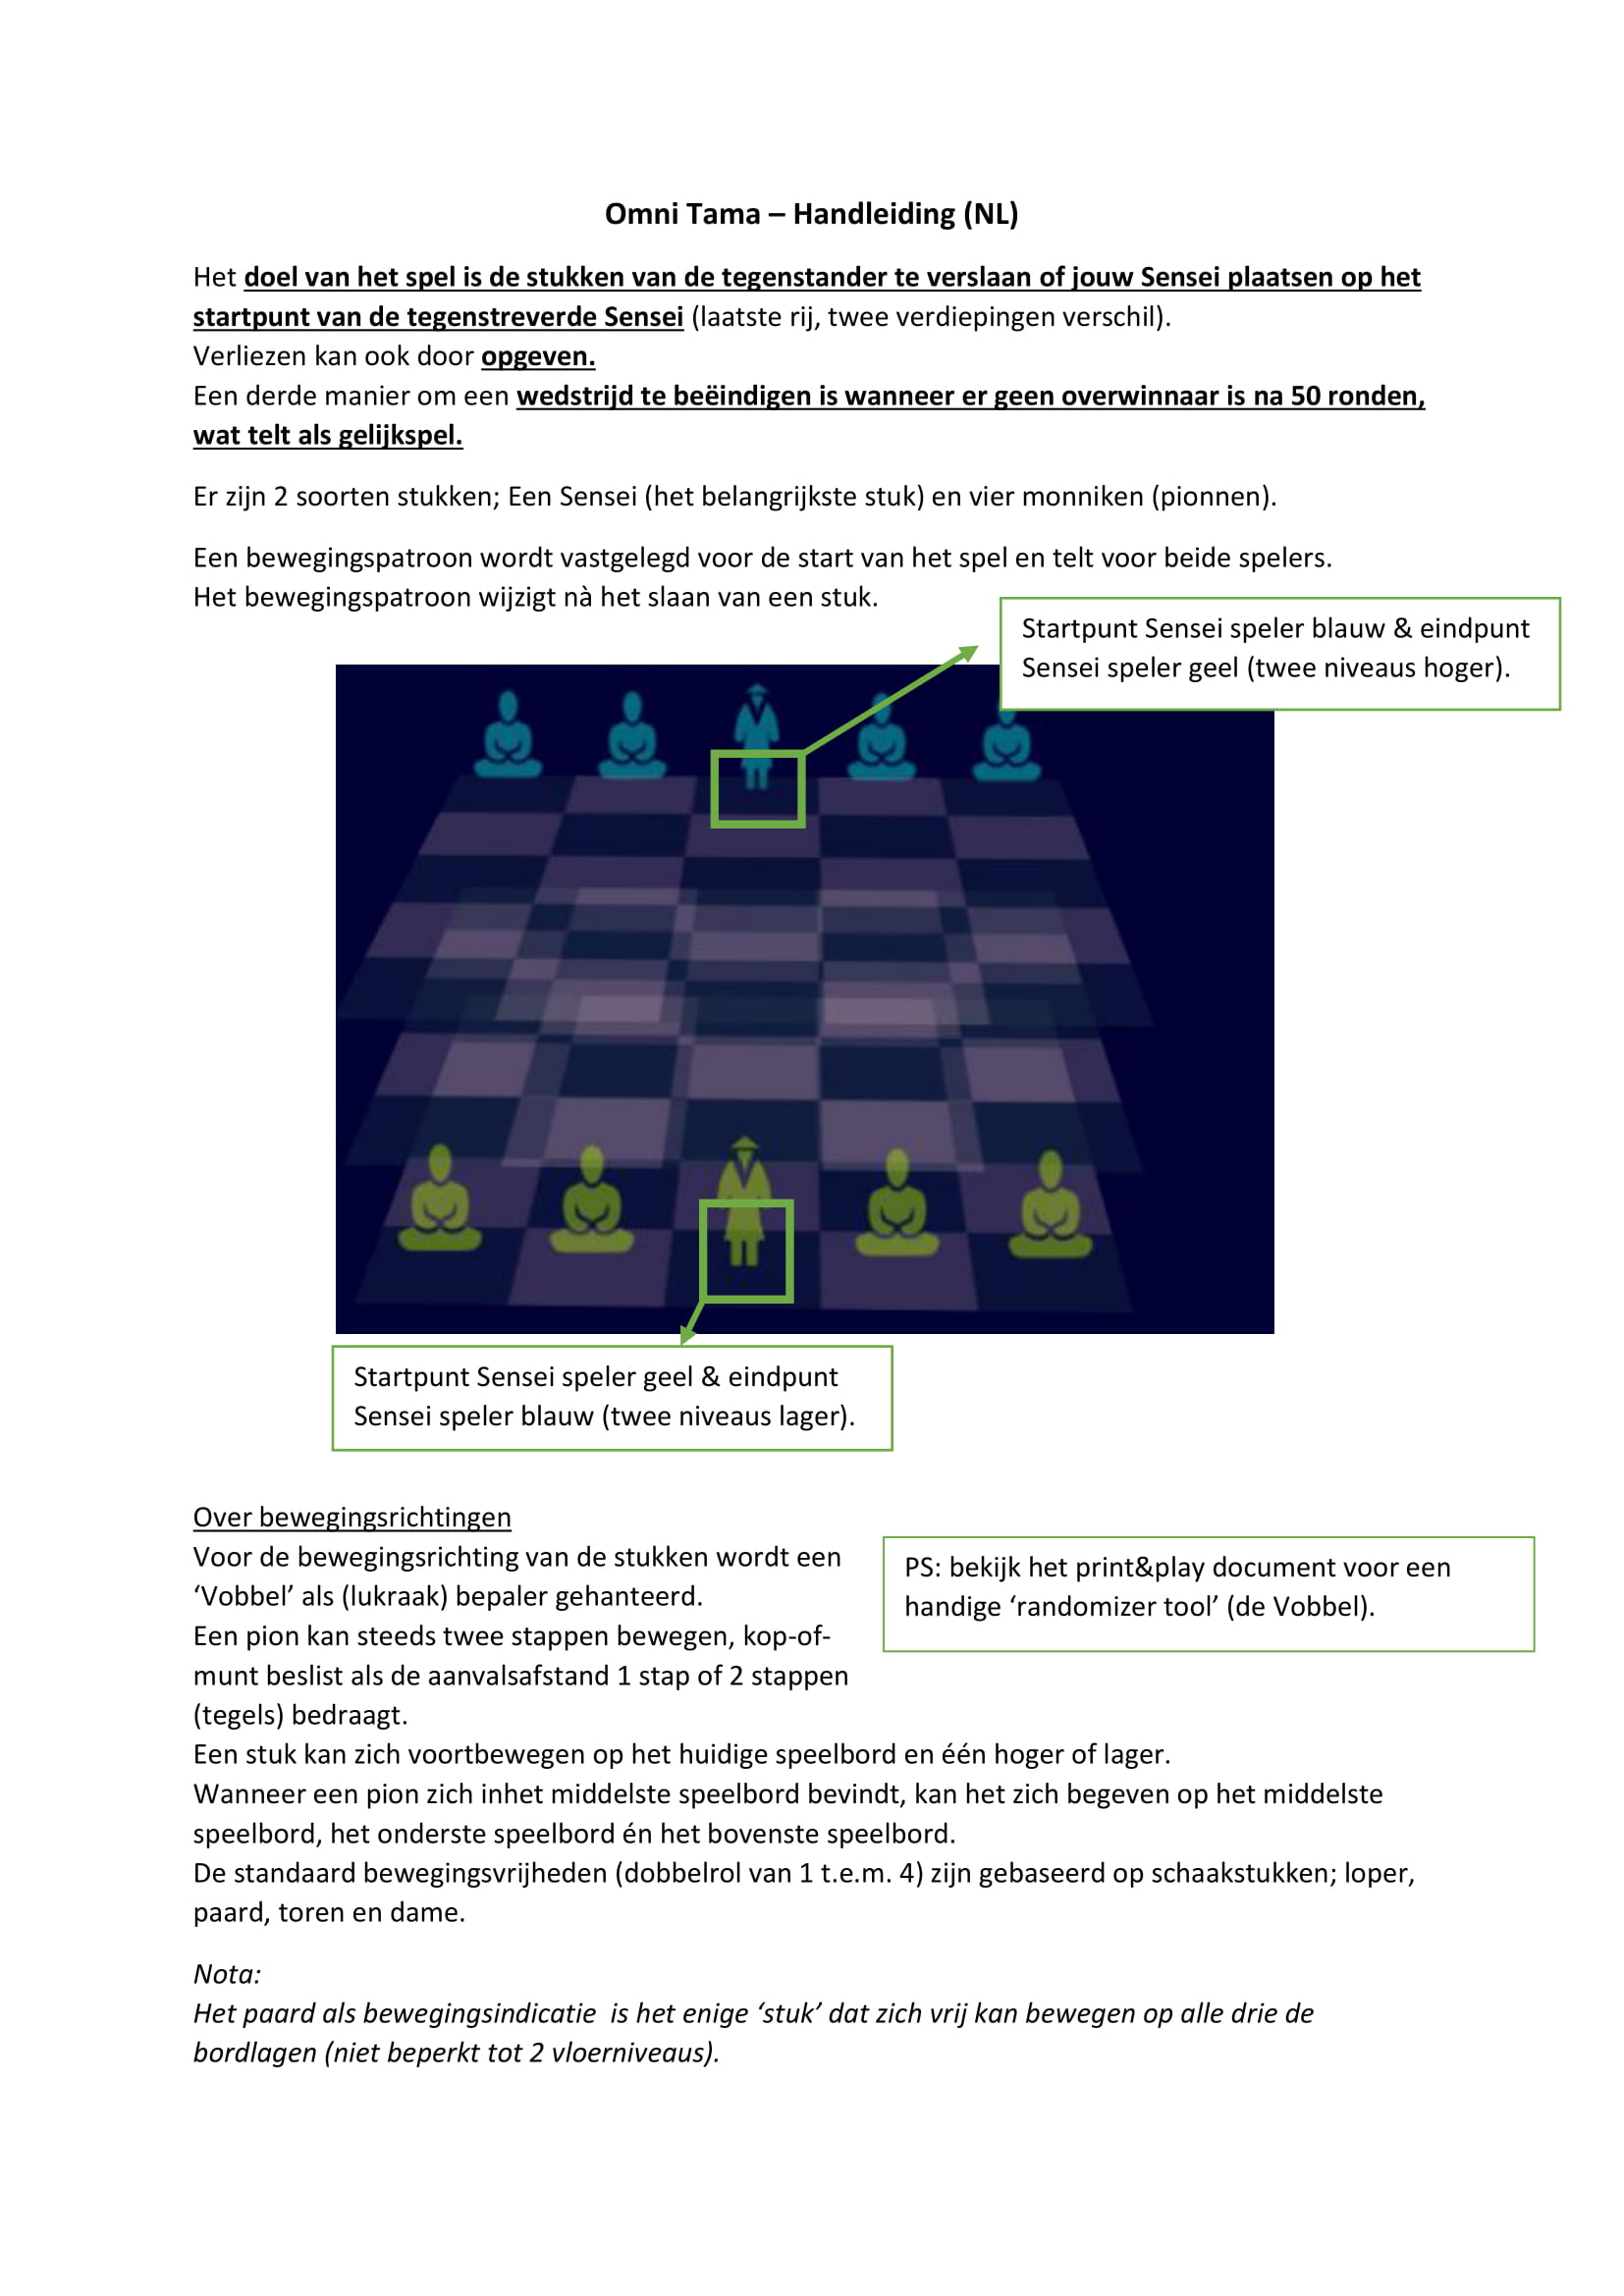 Omni Tama – Handleiding (NL)
Het doel van het spel is de stukken van de tegenstander te verslaan of jouw Sensei plaatsen op het
startpunt van de tegenstreverde Sensei (laatste rij, twee verdiepingen verschil).
Verliezen kan ook door opgeven.
Een derde manier om een wedstrijd te beëindigen is wanneer er geen overwinnaar is na 50 ronden,
wat telt als gelijkspel.
Er zijn 2 soorten stukken; Een Sensei (het belangrijkste stuk) en vier monniken (pionnen).
Een bewegingspatroon wordt vastgelegd voor de start van het spel en telt voor beide spelers.
Het bewegingspatroon wijzigt nà het slaan van een stuk.
Startpunt Sensei speler blauw & eindpunt
Sensei speler geel (twee niveaus hoger).
Startpunt Sensei speler geel & eindpunt
Sensei speler blauw (twee niveaus lager).
Over bewegingsrichtingen
Voor de bewegingsrichting van de stukken wordt een
‘Vobbel’ als (lukraak) bepaler gehanteerd.
Een pion kan steeds twee stappen bewegen, kop-of-
munt beslist als de aanvalsafstand 1 stap of 2 stappen
(tegels) bedraagt.
PS: bekijk het print&play document voor een
handige ‘randomizer tool’ (de Vobbel).
Een stuk kan zich voortbewegen op het huidige speelbord en één hoger of lager.
Wanneer een pion zich inhet middelste speelbord bevindt, kan het zich begeven op het middelste
speelbord, het onderste speelbord én het bovenste speelbord.
De standaard bewegingsvrijheden (dobbelrol van 1 t.e.m. 4) zijn gebaseerd op schaakstukken; loper,
paard, toren en dame.
Nota:
Het paard als bewegingsindicatie  is het enige ‘stuk’ dat zich vrij kan bewegen op alle drie de
bordlagen (niet beperkt tot 2 vloerniveaus).